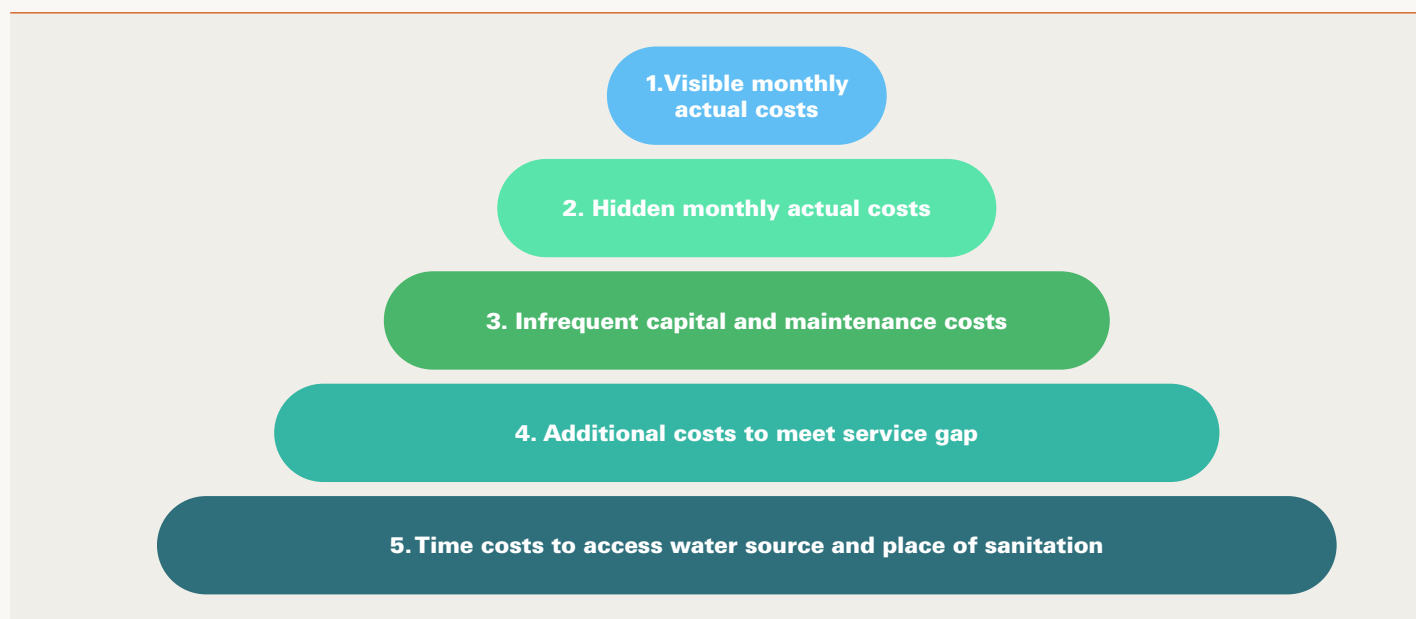 1.Visible monthly
actual costs
2. Hidden monthly actual costs
3. Infrequent capital and maintenance costs
4. Additional costs to meet service gap
5. Time costs to access water source and place of sanitation